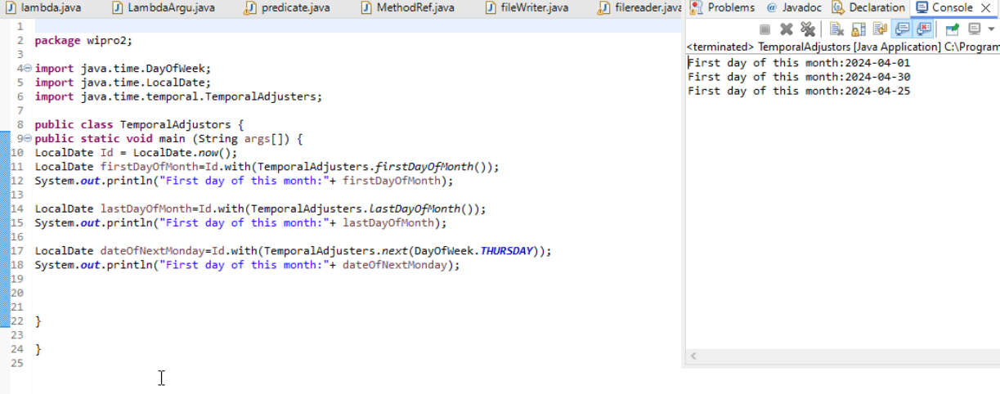 lambda.java LambdaArgu.java predicate.java MethodRef.java fileWriter.java filereader.java
Problems @ Javadoc Declaration Console
<terminated> TemporalAdjustors [Java Application] C:\Program
First day of this month:2024-04-01
First day of this month:2024-04-30
First day of this month:2024-04-25
1
2 package wipro2;
3
4 import java.time.DayOfWeek;
5 import java.time.LocalDate;
6 import java.time.temporal.TemporalAdjusters;
7
8 public class TemporalAdjustors {
9 public static void main (String args[]) {
10 LocalDate Id = LocalDate.now();
11 LocalDate firstDayOfMonth=Id.with(TemporalAdjusters.firstDayOfMonth());
12 System.out.println("First day of this month:"+ firstDayOfMonth);
13
14 LocalDate lastDayOfMonth=Id.with(TemporalAdjusters.lastDayOfMonth());
15 System.out.println("First day of this month:"+ lastDayOfMonth);
16
17 LocalDate dateOfNextMonday=Id.with(TemporalAdjusters.next(DayOfWeek.THURSDAY));
18 System.out.println("First day of this month:"+ dateOfNextMonday);
19
20
21
22 }
23
24 }
25